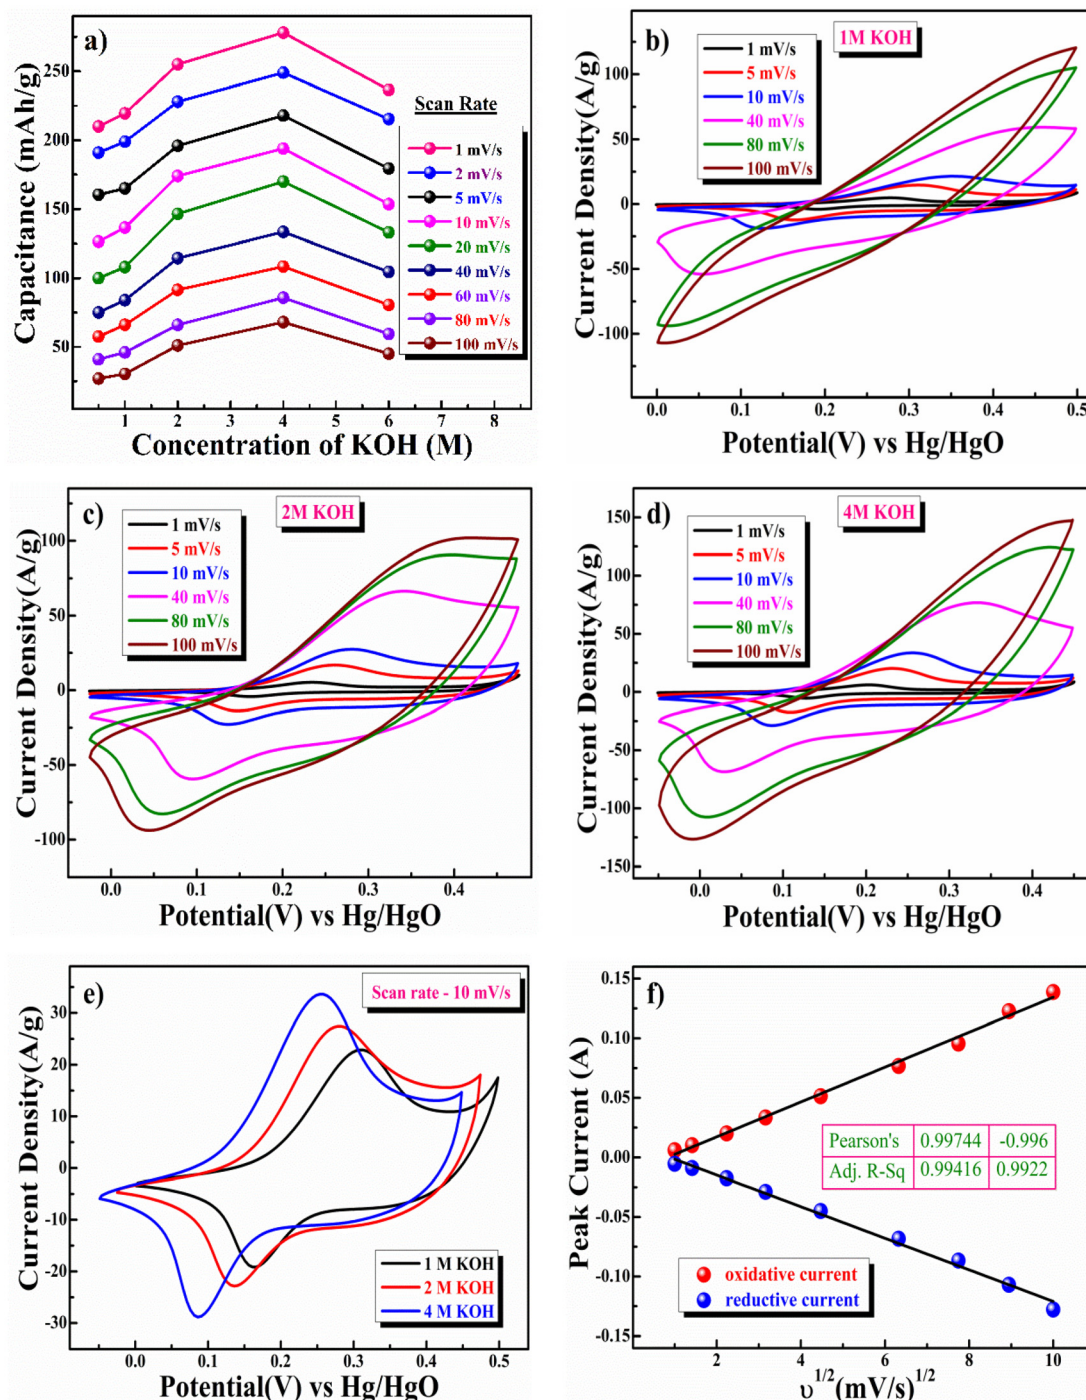 a)
Capacitance (mAh/g)
250
200
150
100
50
Scan Rate
1 mV/s
2 mV/s
5 mV/s
10 mV/s
20 mV/s
40 mV/s
60 mV/s
80 mV/s
100 mV/s
1 2 3 4 5 6 7 8
Concentration of KOH (M)
b)
1M KOH
Current Density(A/g)
100
50
0
-50
-100
1 mV/s
5 mV/s
10 mV/s
40 mV/s
80 mV/s
100 mV/s
0.0 0.1 0.2 0.3 0.4 0.5
Potential(V) vs Hg/HgO
c)
2M KOH
Current Density(A/g)
100
50
0
-50
-100
1 mV/s
5 mV/s
10 mV/s
40 mV/s
80 mV/s
100 mV/s
0.0 0.1 0.2 0.3 0.4
Potential(V) vs Hg/HgO
d)
4M KOH
Current Density(A/g)
150
100
50
0
-50
-100
-150
1 mV/s
5 mV/s
10 mV/s
40 mV/s
80 mV/s
100 mV/s
0.0 0.1 0.2 0.3 0.4
Potential(V) vs Hg/HgO
e)
Scan rate - 10 mV/s
Current Density(A/g)
30
20
10
0
-10
-20
-30
1 M KOH
2 M KOH
4 M KOH
0.0 0.1 0.2 0.3 0.4 0.5
Potential(V) vs Hg/HgO
f)
Peak Current (A)
0.15
0.10
0.05
0.00
-0.05
-0.10
-0.15
Pearson's 0.99744 -0.996
Adj. R-Sq 0.99416 0.9922
oxidative current
reductive current
2 4 6 8 10
υ^1/2(mV/s)^1/2